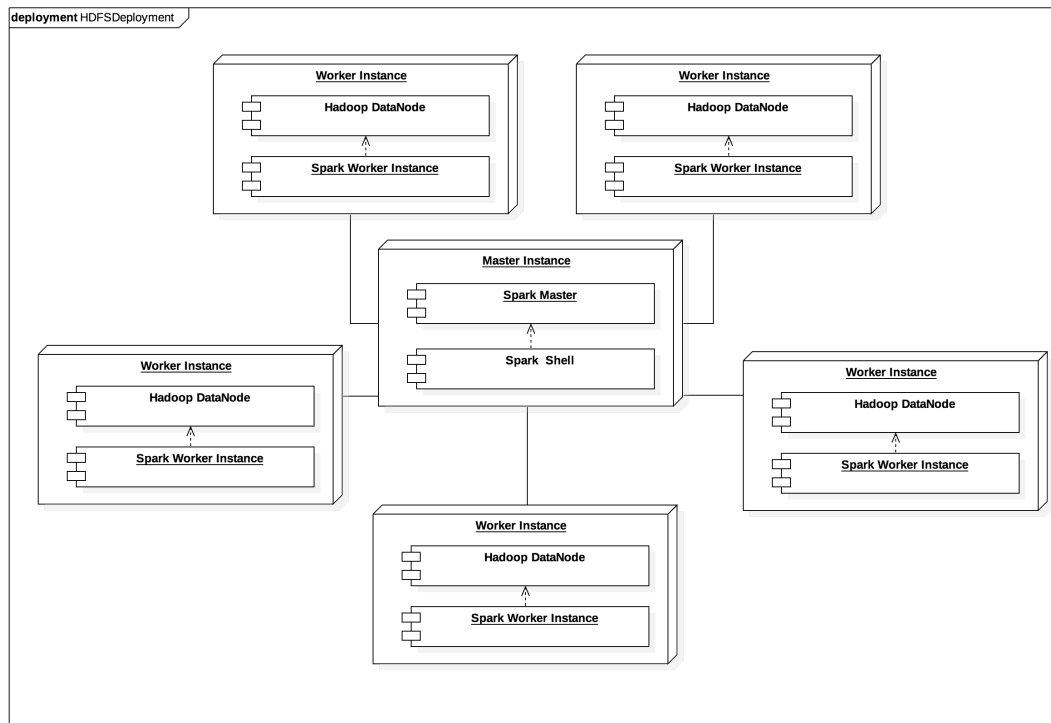 deployment HDFSDeployment
Worker Instance
Hadoop DataNode
Spark Worker Instance
Worker Instance
Hadoop DataNode
Spark Worker Instance
Master Instance
Spark Master
Spark Shell
Worker Instance
Hadoop DataNode
Spark Worker Instance
Worker Instance
Hadoop DataNode
Spark Worker Instance
Worker Instance
Hadoop DataNode
Spark Worker Instance